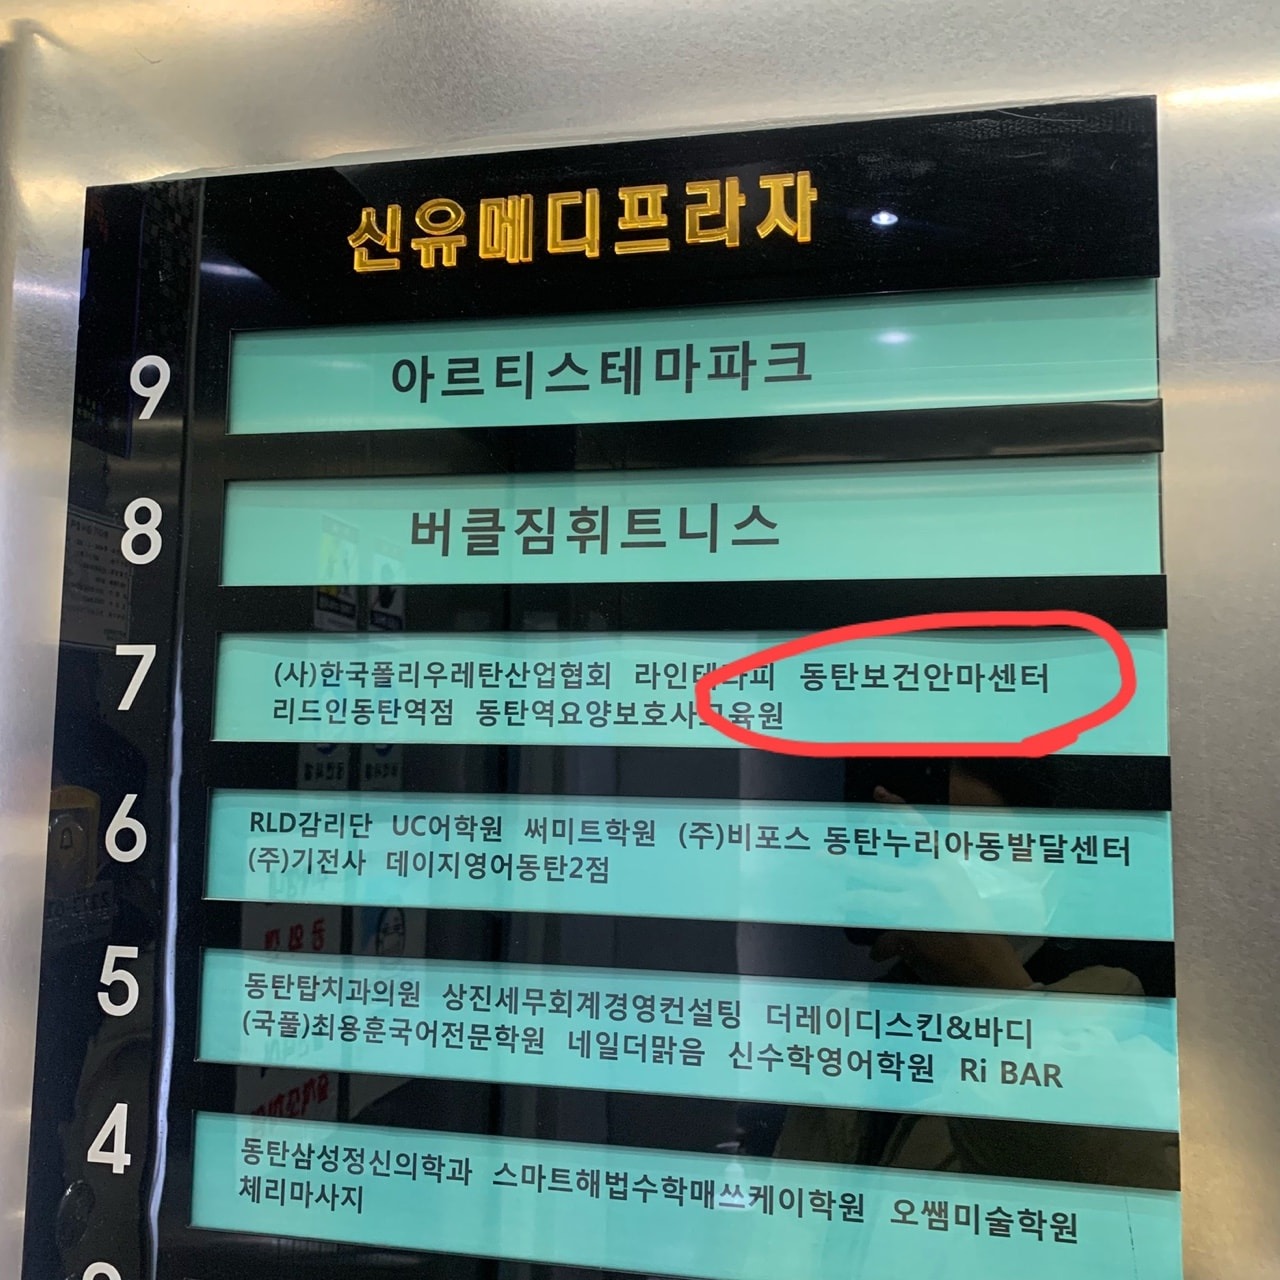 신유메디프라자
9 아르티스테마파크
8 버클짐휘트니스
7 (사)한국폴리우레탄산업협회 라인테라피 동탄보건안마센터
리드인동탄역점 동탄역요양보호사교육원
6 RLD감리단 UC어학원 써미트학원 (주)비포스 동탄누리아동발달센터
(주)기전사 데이지영어동탄2점
5 동탄탑치과의원 상진세무회계경영컨설팅 더레이디스킨&바디
(국풀)최용훈국어전문학원 네일더맑음 신수학영어학원 Ri BAR
4 동탄삼성정신의학과 스마트해법수학매쓰케이학원 오쌤미술학원
체리마사지